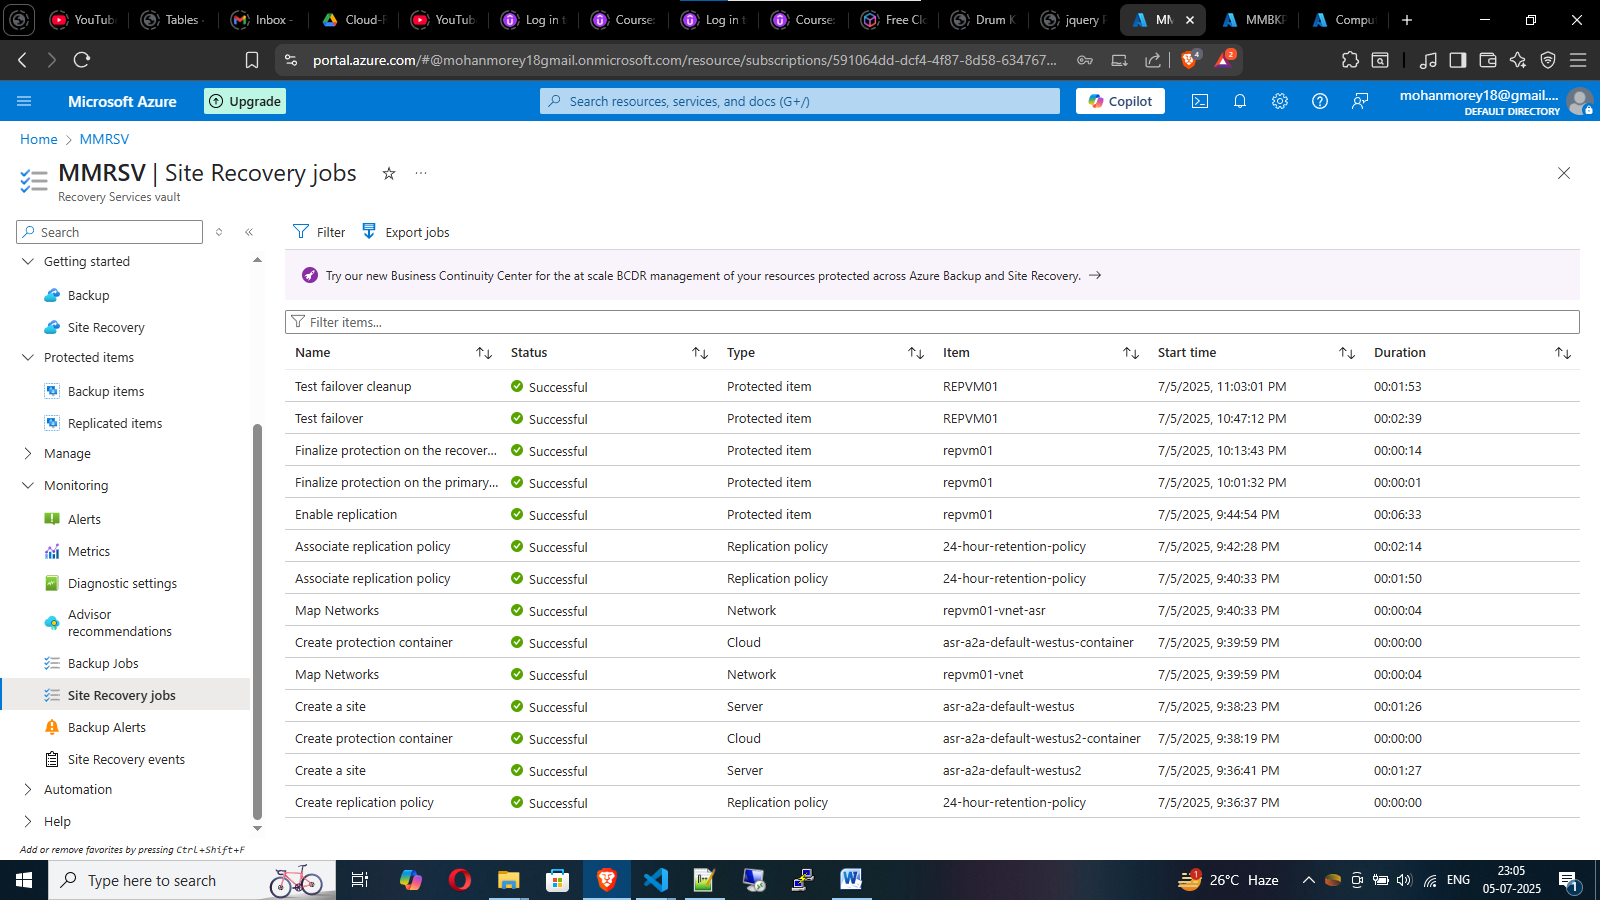 YouTub
Tables -
Inbox -
Cloud-F
YouTub
Log in t
Course
Log in t
Course
Free Cl
Drum K
jquery
MM
MMBK
Compu
portal.azure.com/#@mohanmorey18gmail.onmicrosoft.com/resource/subscriptions/591064dd-dcf4-4f87-8d58-634767...
4
2
Microsoft Azure
Upgrade
Search resources, services, and docs (G+/)
Copilot
mohanmorey18@gmail....
DEFAULT DIRECTORY
Home > MMRSV
MMRSV | Site Recovery jobs
Recovery Services vault
Search
Getting started
Backup
Site Recovery
Protected items
Backup items
Replicated items
Manage
Monitoring
Alerts
Metrics
Diagnostic settings
Advisor
recommendations
Backup Jobs
Site Recovery jobs
Backup Alerts
Site Recovery events
Automation
Help
Add or remove favorites by pressing Ctrl+Shift+F
Filter
Export jobs
Try our new Business Continuity Center for the at scale BCDR management of your resources protected across Azure Backup and Site Recovery. →
Filter items...
Name Status Type Item Start time Duration
Test failover cleanup Successful Protected item REPVM01 7/5/2025, 11:03:01 PM 00:01:53
Test failover Successful Protected item REPVM01 7/5/2025, 10:47:12 PM 00:02:39
Finalize protection on the recover... Successful Protected item repvm01 7/5/2025, 10:13:43 PM 00:00:14
Finalize protection on the primary... Successful Protected item repvm01 7/5/2025, 10:01:32 PM 00:00:01
Enable replication Successful Protected item repvm01 7/5/2025, 9:44:54 PM 00:06:33
Associate replication policy Successful Replication policy 24-hour-retention-policy 7/5/2025, 9:42:28 PM 00:02:14
Associate replication policy Successful Replication policy 24-hour-retention-policy 7/5/2025, 9:40:33 PM 00:01:50
Map Networks Successful Network repvm01-vnet-asr 7/5/2025, 9:40:33 PM 00:00:04
Create protection container Successful Cloud asr-a2a-default-westus-container 7/5/2025, 9:39:59 PM 00:00:00
Map Networks Successful Network repvm01-vnet 7/5/2025, 9:39:59 PM 00:00:04
Create a site Successful Server asr-a2a-default-westus 7/5/2025, 9:38:23 PM 00:01:26
Create protection container Successful Cloud asr-a2a-default-westus2-container 7/5/2025, 9:38:19 PM 00:00:00
Create a site Successful Server asr-a2a-default-westus2 7/5/2025, 9:36:41 PM 00:01:27
Create replication policy Successful Replication policy 24-hour-retention-policy 7/5/2025, 9:36:37 PM 00:00:00
Type here to search
1
26°C Haze
ENG
23:05
05-07-2025
1